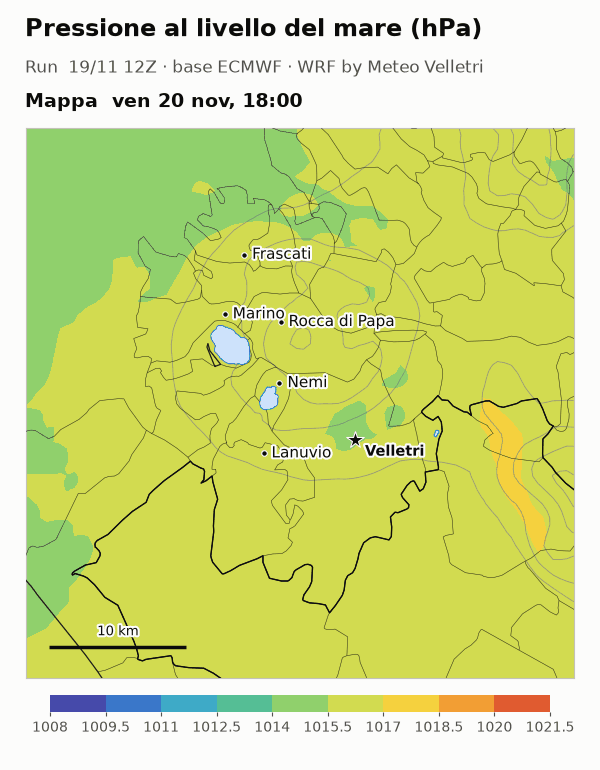 Pressione al livello del mare (hPa)
Run 19/11 12Z · base ECMWF · WRF by Meteo Velletri
Mappa ven 20 nov, 18:00
Frascati
Marino
Rocca di Papa
Nemi
Velletri
Lanuvio
10 km
1008 1009.5 1011 1012.5 1014 1015.5 1017 1018.5 1020 1021.5